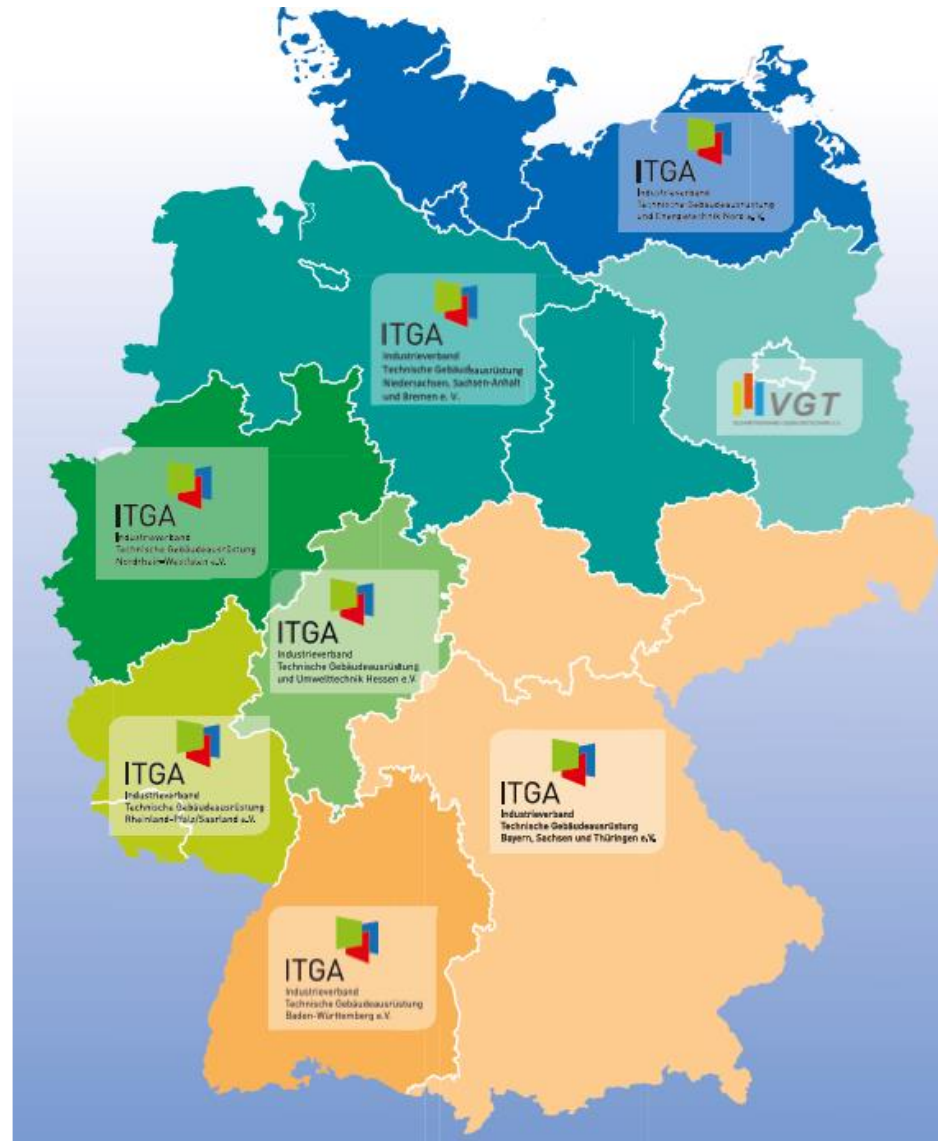 ITGA
Industrieverband
Technische Gebäudeausrüstung
und Energietechnik Nord e.V.
ITGA
Industrieverband
Technische Gebäudeausrüstung
Niedersachsen, Sachsen-Anhalt
und Bremen e. V.
VGT
ITGA
Industrieverband
Technische Gebäudeausrüstung
Nordrhein-Westfalen e.V.
ITGA
Industrieverband
Technische Gebäudeausrüstung
und Umwelttechnik Hessen e.V.
ITGA
Industrieverband
Technische Gebäudeausrüstung
Rheinland-Pfalz/Saarland e.V.
ITGA
Industrieverband
Technische Gebäudeausrüstung
Bayern, Sachsen und Thüringen e.V.
ITGA
Industrieverband
Technische Gebäudeausrüstung
Baden-Württemberg e.V.